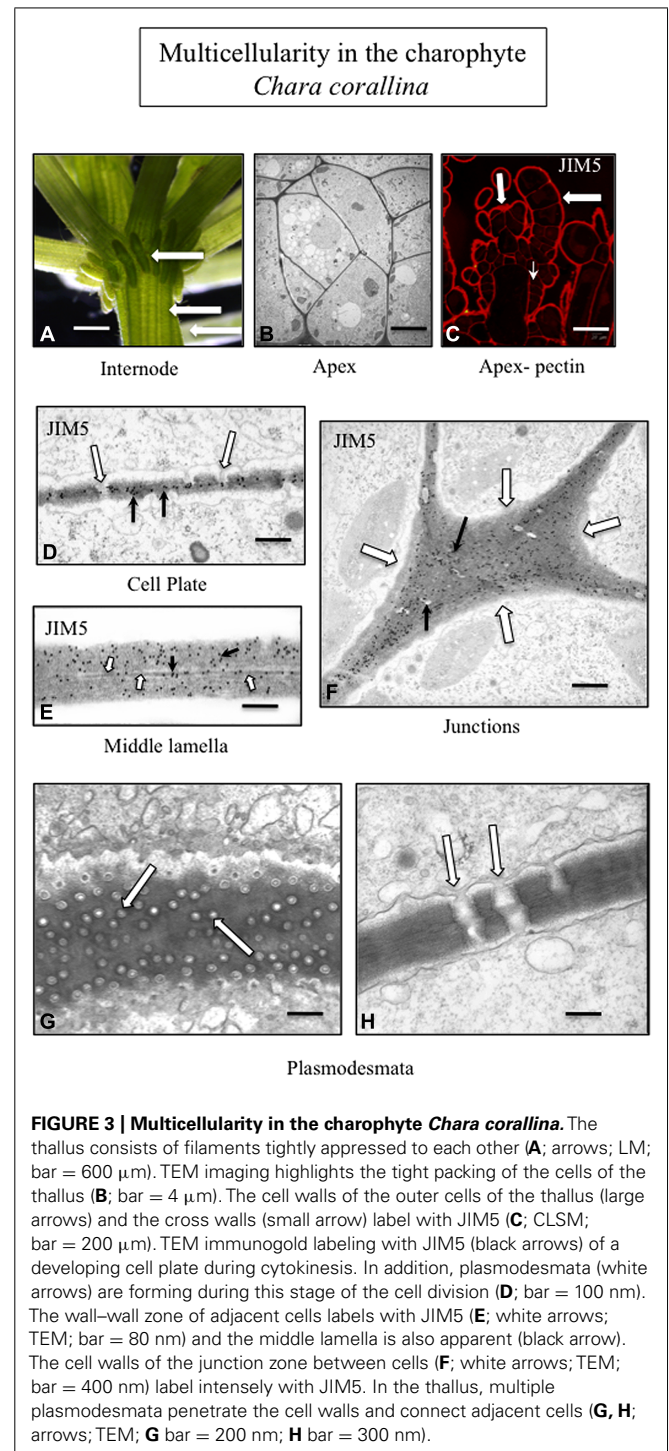 Multicellularity in the charophyte
Chara corallina
JIM5
A
B
C
Internode
Apex
Apex- pectin
JIM5
D
Cell Plate
JIM5
F
Junctions
JIM5
E
Middle lamella
G
H
Plasmodesmata
FIGURE 3 | Multicellularity in the charophyte Chara corallina. The
thallus consists of filaments tightly appressed to each other (A; arrows; LM;
bar = 600 μm). TEM imaging highlights the tight packing of the cells of the
thallus (B; bar = 4 μm). The cell walls of the outer cells of the thallus (large
arrows) and the cross walls (small arrow) label with JIM5 (C; CLSM;
bar = 200 μm). TEM immunogold labeling with JIM5 (black arrows) of a
developing cell plate during cytokinesis. In addition, plasmodesmata (white
arrows) are forming during this stage of the cell division (D; bar = 100 nm).
The wall–wall zone of adjacent cells labels with JIM5 (E; white arrows;
TEM; bar = 80 nm) and the middle lamella is also apparent (black arrow).
The cell walls of the junction zone between cells (F; white arrows; TEM;
bar = 400 nm) label intensely with JIM5. In the thallus, multiple
plasmodesmata penetrate the cell walls and connect adjacent cells (G, H;
arrows; TEM; G bar = 200 nm; H bar = 300 nm).